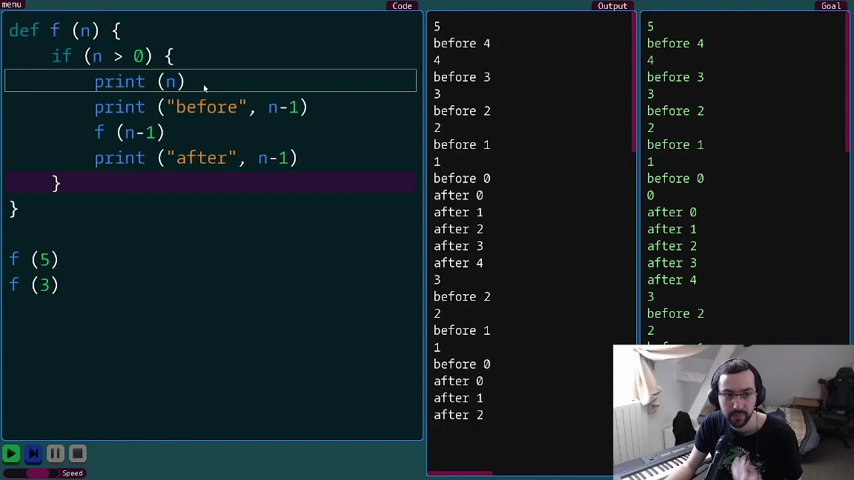 menu
Code
Output
Goal
def f (n) {
if (n > 0) {
print (n)
print ("before", n-1)
f (n-1)
print ("after", n-1)
}
}
f (5)
f (3)
Speed
5
before 4
4
before 3
3
before 2
2
before 1
1
before 0
after 0
after 1
after 2
after 3
after 4
3
before 2
2
before 1
1
before 0
after 0
after 1
after 2
5
before 4
4
before 3
3
before 2
2
before 1
1
before 0
0
after 0
after 1
after 2
after 3
after 4
3
before 2
2